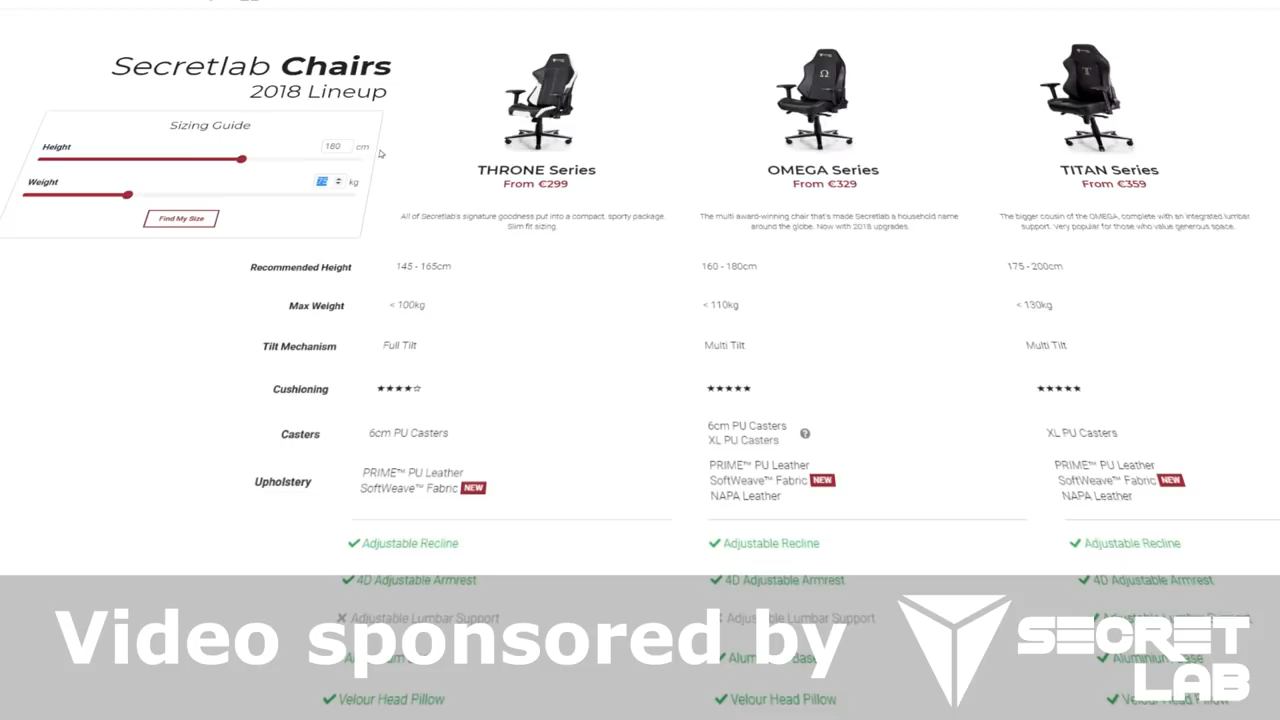 Secretlab Chairs
2018 Lineup
Sizing Guide
Height 180 cm
Weight 75 kg
Find My Size
THRONE Series OMEGA Series TITAN Series
From €299 From €329 From €359
All of Secretlab's signature goodness put into a compact, sporty package. The multi award-winning chair that's made Secretlab a household name The bigger cousin of the OMEGA, complete with an integrated lumbar
Slim fit sizing. around the globe. Now with 2018 upgrades. support. Very popular for those who value generous space.
Recommended Height 145 - 165cm 160 - 180cm 175 - 200cm
Max Weight < 100kg < 110kg < 130kg
Tilt Mechanism Full Tilt Multi Tilt Multi Tilt
Cushioning ★★★★☆ ★★★★★ ★★★★★
Casters 6cm PU Casters 6cm PU Casters XL PU Casters
XL PU Casters ?
Upholstery PRIME™ PU Leather PRIME™ PU Leather PRIME™ PU Leather
SoftWeave™ Fabric NEW SoftWeave™ Fabric NEW SoftWeave™ Fabric NEW
NAPA Leather NAPA Leather
✔ Adjustable Recline ✔ Adjustable Recline ✔ Adjustable Recline
✔ 4D Adjustable Armrest ✔ 4D Adjustable Armrest ✔ 4D Adjustable Armrest
Adjustable Lumbar Support Adjustable Lumbar Support
Aluminium Base
✔ Velour Head Pillow ✔ Velour Head Pillow
Video sponsored by SECRET
LAB